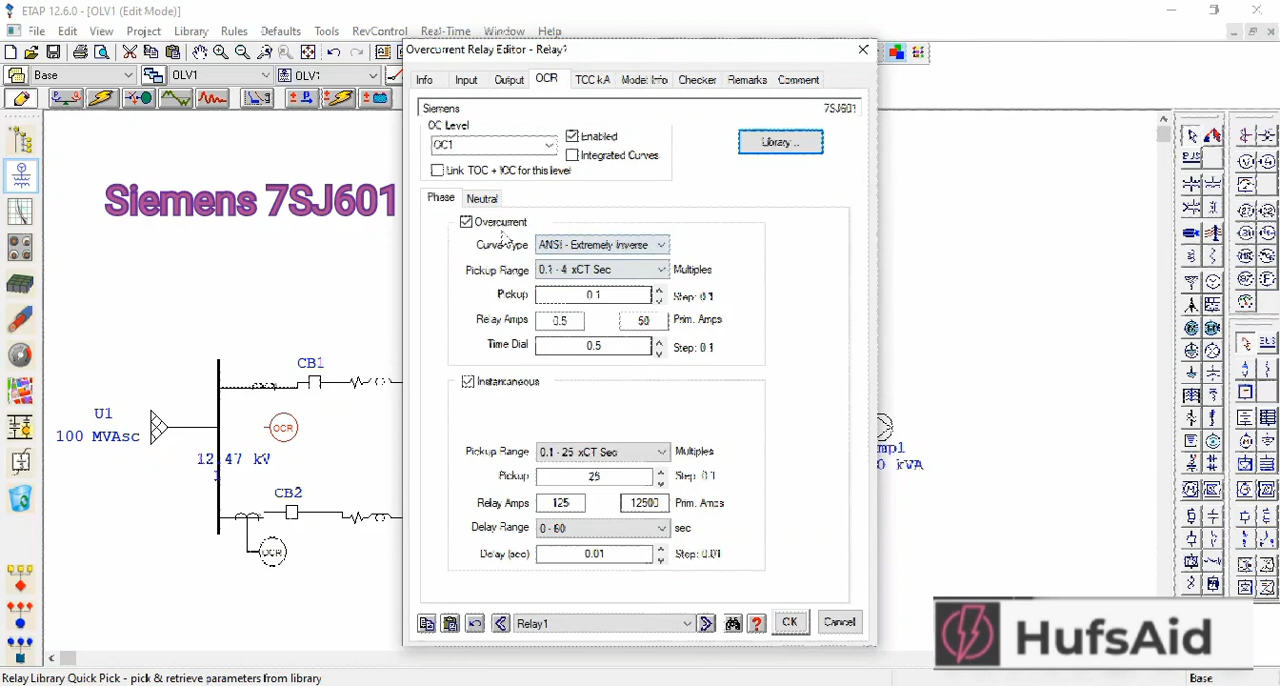 ETAP 12.6.0 - [OLV1 (Edit Mode)]
File Edit View Project Library Rules Defaults Tools RevControl Real-Time Window Help
Base OLV1 OLV1
Overcurrent Relay Editor - Relay1
Info Input Output OCR TCC kA Model Info Checker Remarks Comment
Siemens 7SJ601
OC Level
OC1 Enabled
Integrated Curves
Library...
Link TOC + IOC for this level
Phase Neutral
Siemens 7SJ601
Overcurrent
Curve Type ANSI - Extremely Inverse
Pickup Range 0.1 - 4 xCT Sec Multiples
Pickup 0.1 Step: 0.1
Relay Amps 0.5 50 Prim. Amps
Time Dial 0.5 Step: 0.1
Instantaneous
Pickup Range 0.1 - 25 xCT Sec Multiples
Pickup 25 Step: 0.1
Relay Amps 125 12500 Prim. Amps
Delay Range 0 - 60 sec
Delay (sec) 0.01 Step: 0.01
Relay1 OK Cancel
CB1
U1
100 MVAsc
OCR
12.47 kV
CB2
OCR
mp1
0 kVA
HufsAid
Relay Library Quick Pick - pick & retrieve parameters from library
Base